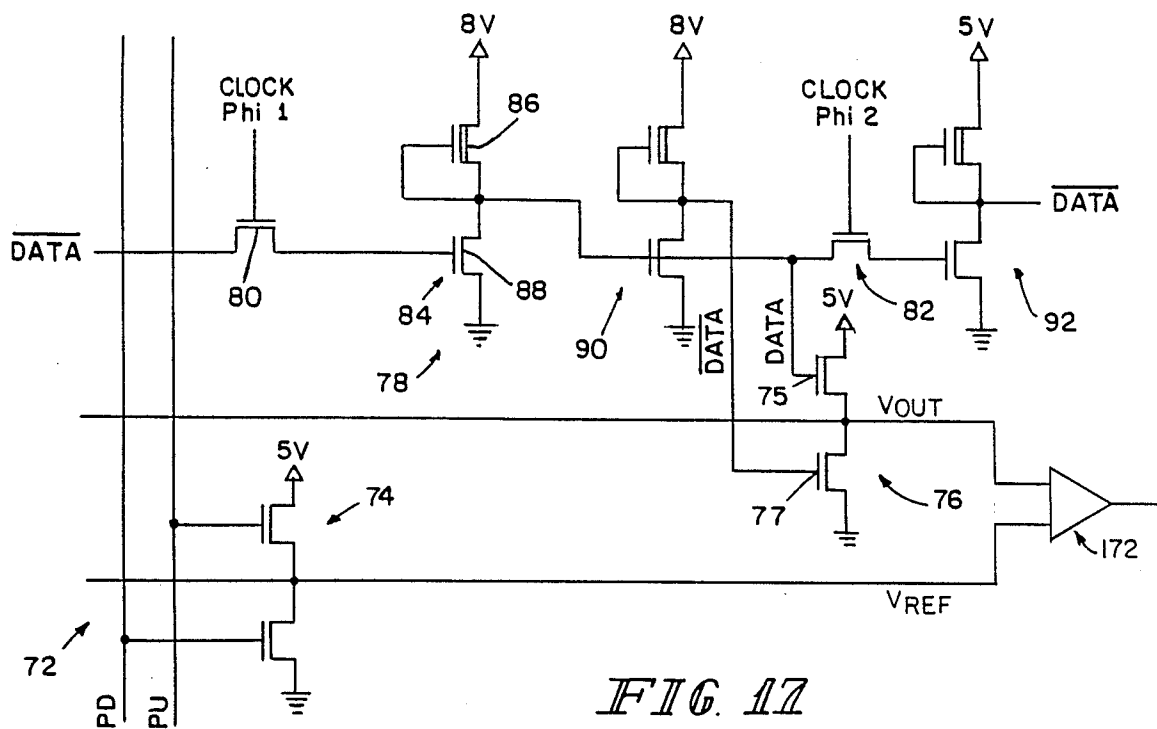 8V
8V
5V
CLOCK
Phi 1
86
CLOCK
Phi 2
DATA
DATA
80
88
84
82
92
5V
90
DATA
DATA
78
75
VOUT
5V
74
77
76
172
VREF
72
PD
PU
FIG. 17